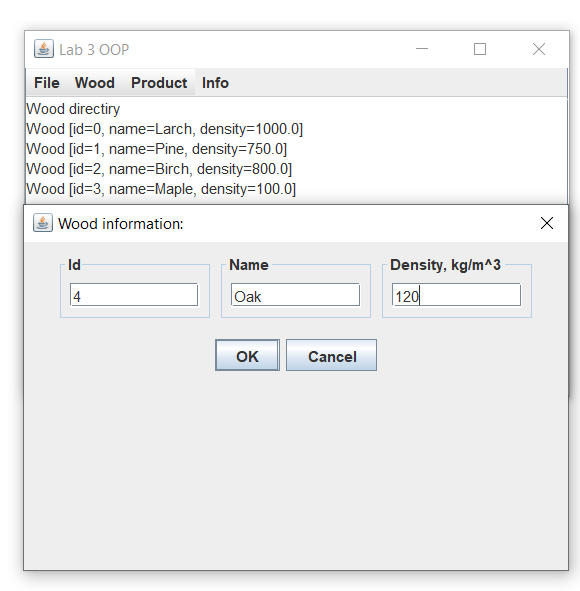 Lab 3 OOP
File Wood Product Info
Wood directiry
Wood [id=0, name=Larch, density=1000.0]
Wood [id=1, name=Pine, density=750.0]
Wood [id=2, name=Birch, density=800.0]
Wood [id=3, name=Maple, density=100.0]
Wood information:
Id Name Density, kg/m^3
4 Oak 120
OK Cancel